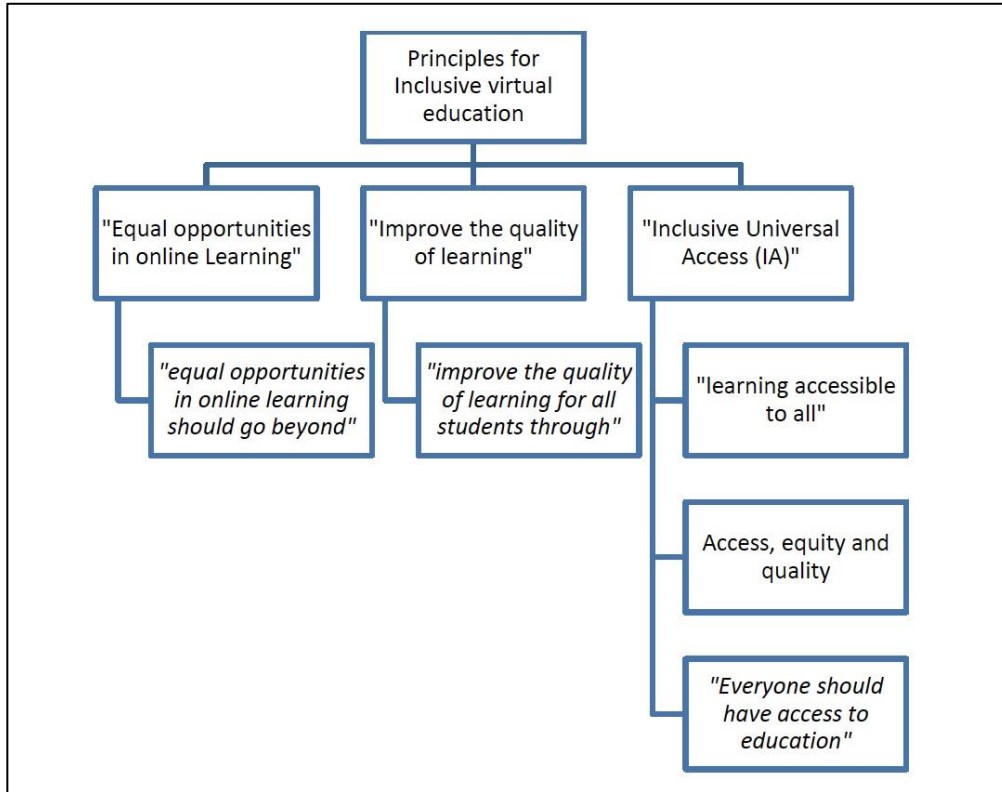 Principles for
Inclusive virtual
education
"Equal opportunities
in online Learning"
"Improve the quality
of learning"
"Inclusive Universal
Access (IA)"
"equal opportunities
in online learning
should go beyond"
"improve the quality
of learning for all
students through"
"learning accessible
to all"
Access, equity and
quality
"Everyone should
have access to
education"